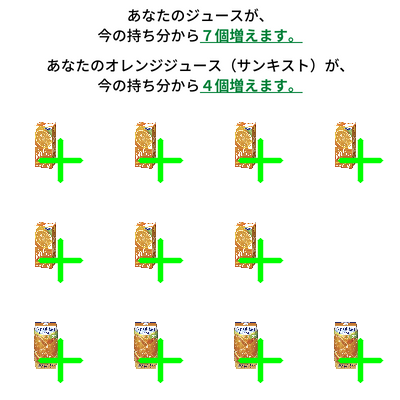 あなたのジュースが、
今の持ち分から７個増えます。
あなたのオレンジジュース（サンキスト）が、
今の持ち分から４個増えます。